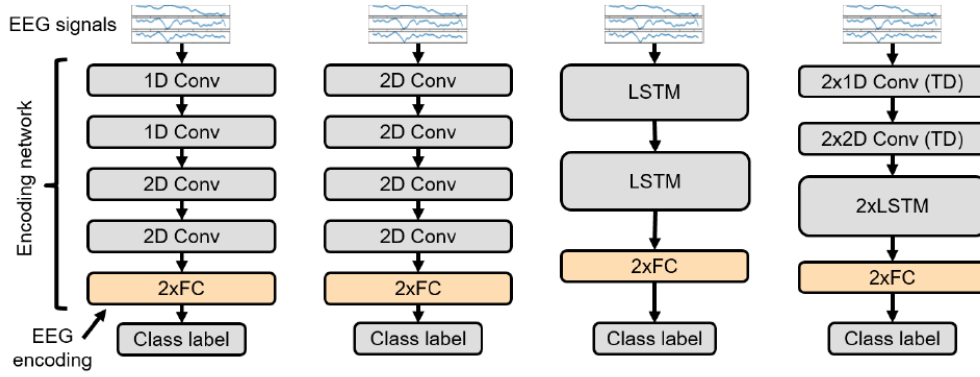 EEG signals
Encoding network
1D Conv
1D Conv
2D Conv
2D Conv
2xFC
Class label
EEG
encoding
2D Conv
2D Conv
2D Conv
2D Conv
2xFC
Class label
LSTM
LSTM
2xFC
Class label
2x1D Conv (TD)
2x2D Conv (TD)
2xLSTM
2xFC
Class label